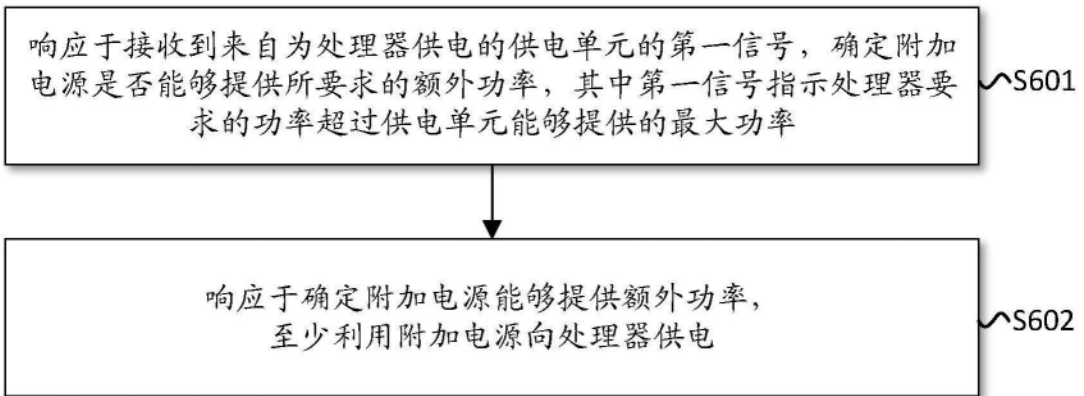 响应于接收到来自为处理器供电的供电单元的第一信号，确定附加
电源是否能够提供所要求的额外功率，其中第一信号指示处理器要
求的功率超过供电单元能够提供的最大功率
S601
响应于确定附加电源能够提供额外功率，
至少利用附加电源向处理器供电
S602